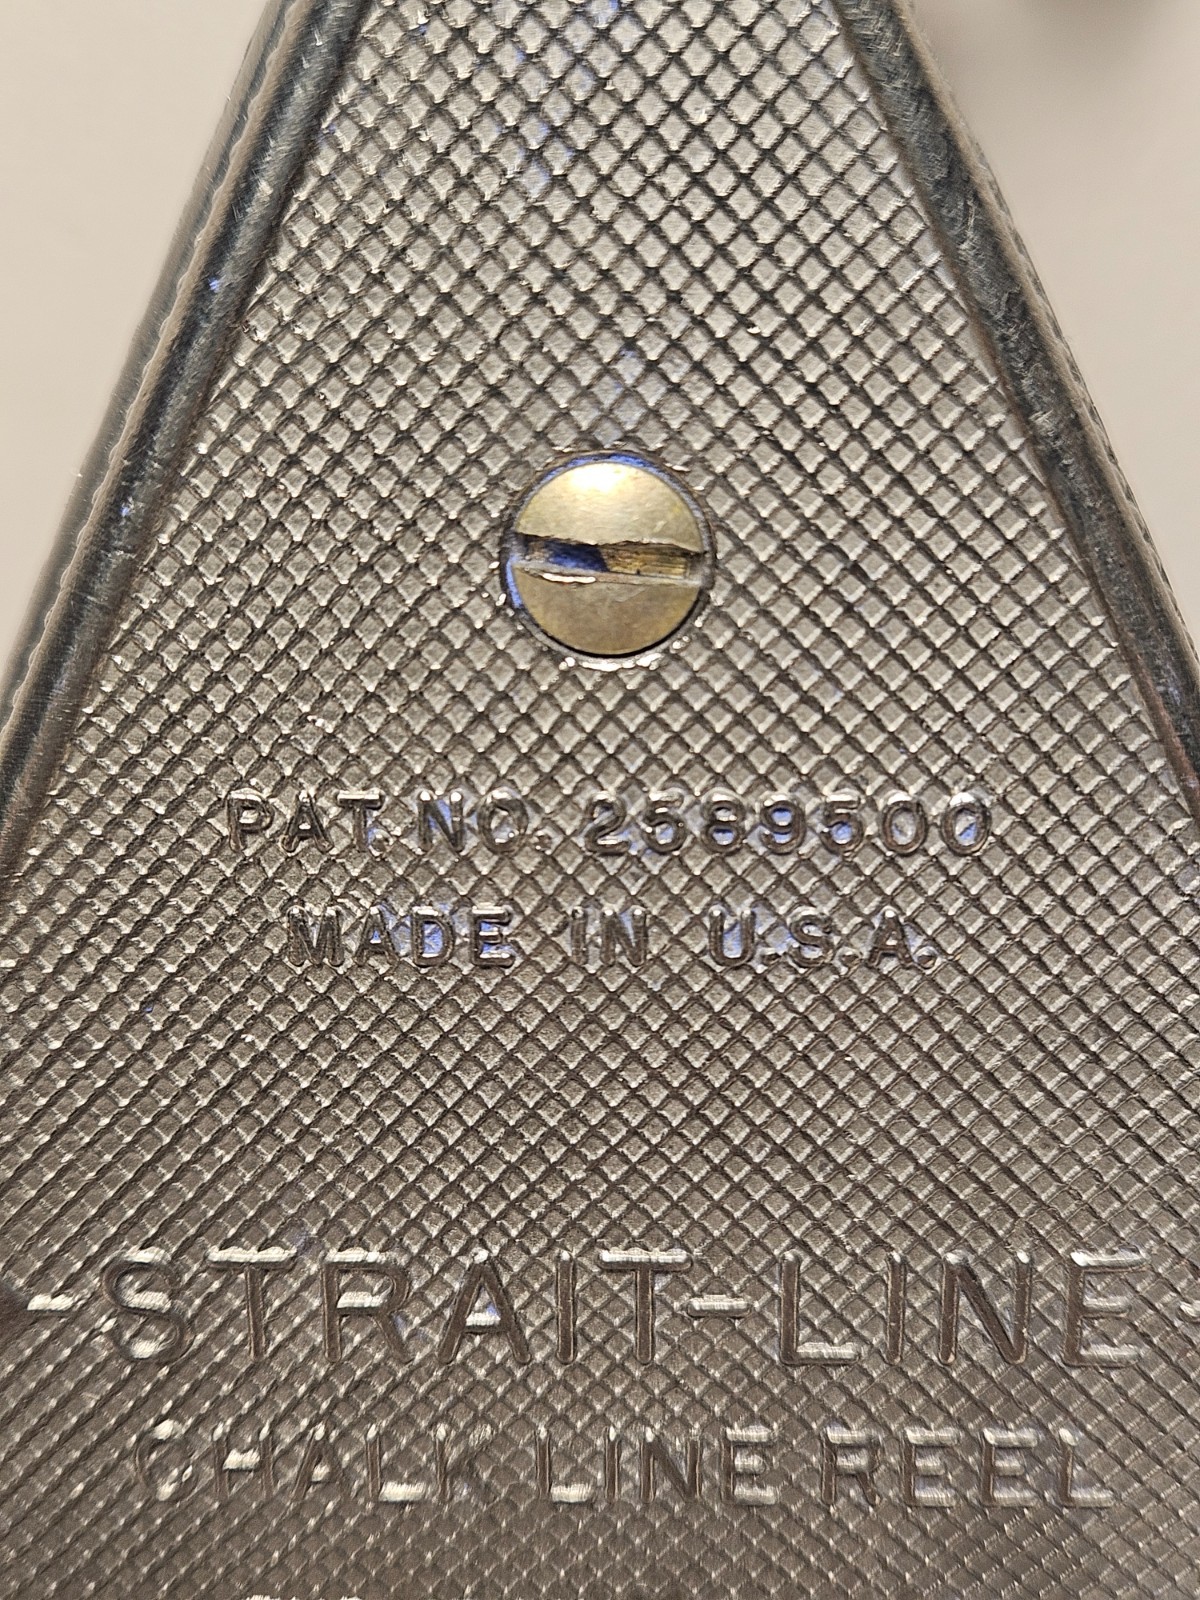 PAT. NO. 2589500
MADE IN U.S.A.
-STRAIT-LINE
CHALK LINE REEL